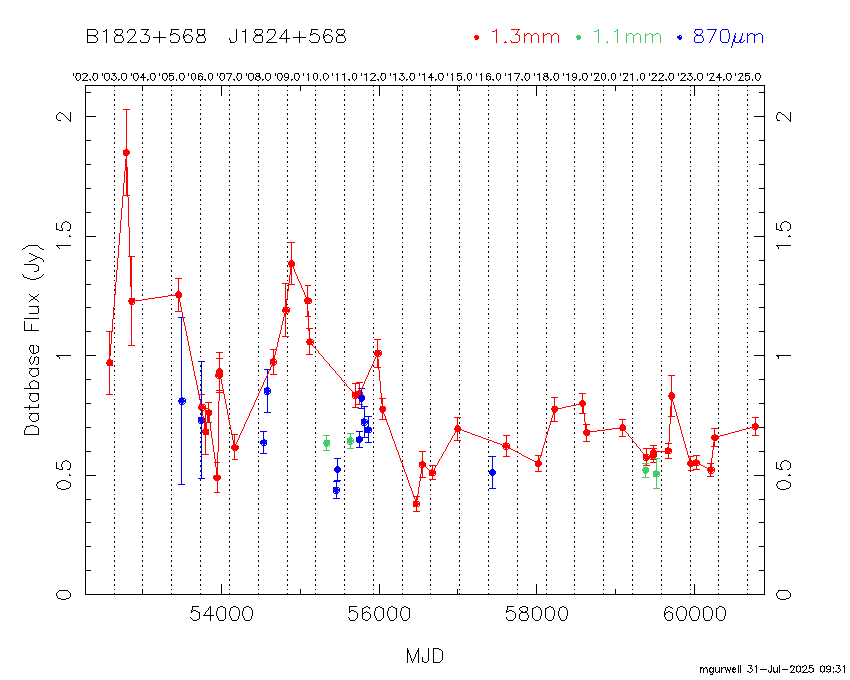 B1823+568 J1824+568 1.3mm 1.1mm 870μm
'02.0 '03.0 '04.0 '05.0 '06.0 '07.0 '08.0 '09.0 '10.0 '11.0 '12.0 '13.0 '14.0 '15.0 '16.0 '17.0 '18.0 '19.0 '20.0 '21.0 '22.0 '23.0 '24.0 '25.0
2 2
1.5 1.5
1 1
0.5 0.5
0 0
Database Flux (Jy)
54000 56000 58000 60000
MJD
mgurwell 31-Jul-2025 09:31